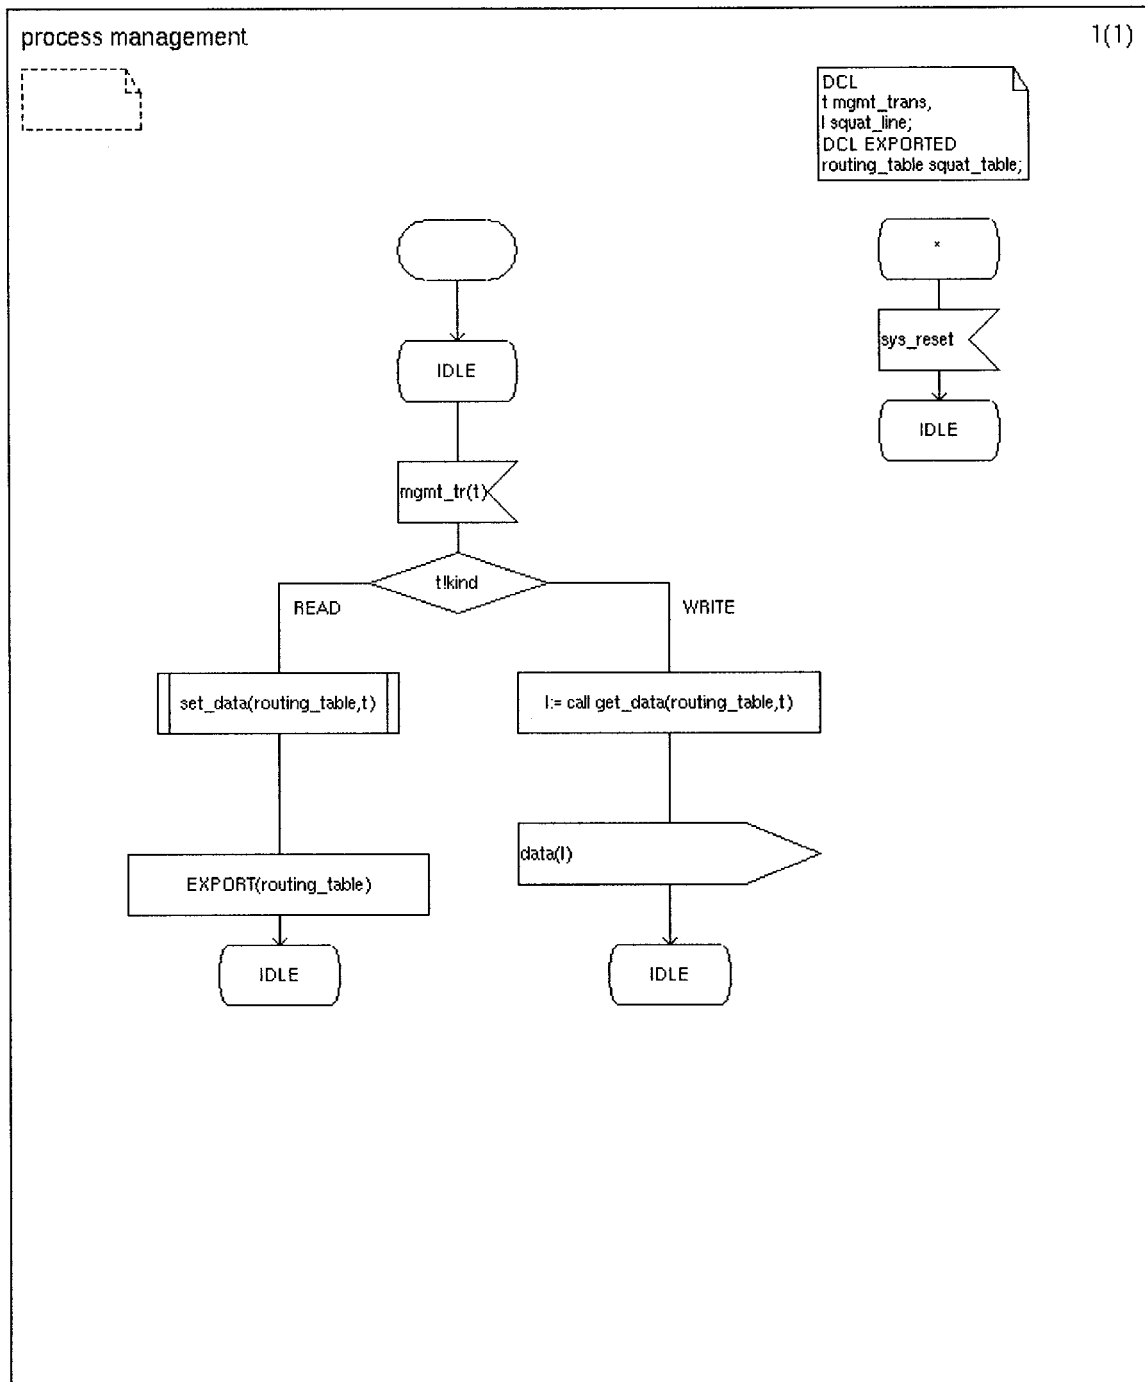 process management
1(1)
DCL
t mgmt_trans,
l squat_line;
DCL EXPORTED
routing_table squat_table;
*
sys_reset
IDLE
IDLE
mgmt_tr(t)
t!kind
READ
WRITE
set_data(routing_table,t)
l:= call get_data(routing_table,t)
data(l)
EXPORT(routing_table)
IDLE
IDLE